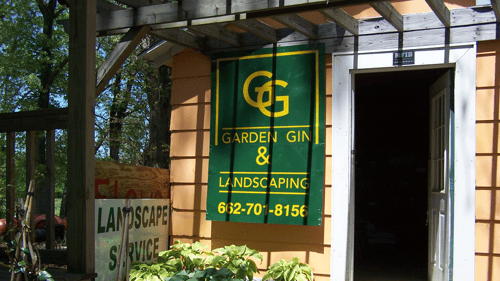 GG
GARDEN GIN
&
LANDSCAPING
662-701-8156
LANDSCAPE
SERVICE